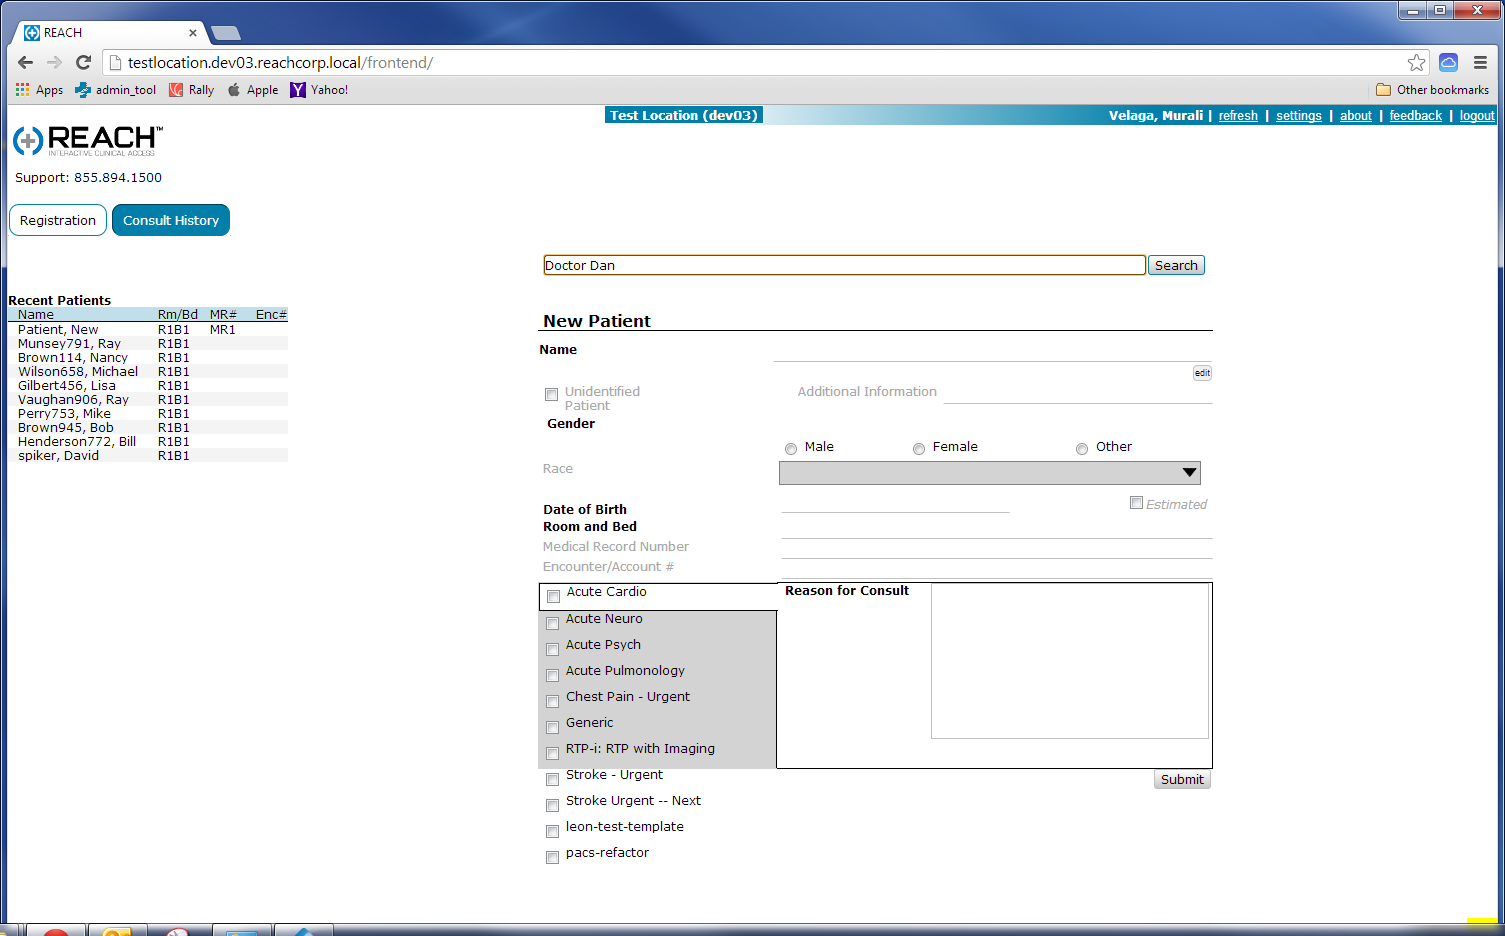 REACH
testlocation.dev03.reachcorp.local/frontend/
Apps admin_tool Rally Apple Yahoo! Other bookmarks
Test Location (dev03) Velaga, Murali | refresh | settings | about | feedback | logout
REACH™
INTERACTIVE CLINICAL ACCESS
Support: 855.894.1500
Registration Consult History
Doctor Dan Search
Recent Patients
Name Rm/Bd MR# Enc#
Patient, New R1B1 MR1
Munsey791, Ray R1B1
Brown114, Nancy R1B1
Wilson658, Michael R1B1
Gilbert456, Lisa R1B1
Vaughan906, Ray R1B1
Perry753, Mike R1B1
Brown945, Bob R1B1
Henderson772, Bill R1B1
spiker, David R1B1
New Patient
Name
edit
Unidentified Patient Additional Information
Gender
Male Female Other
Race
Date of Birth Estimated
Room and Bed
Medical Record Number
Encounter/Account #
Acute Cardio Reason for Consult
Acute Neuro
Acute Psych
Acute Pulmonology
Chest Pain - Urgent
Generic
RTP-i: RTP with Imaging
Stroke - Urgent
Submit
Stroke Urgent -- Next
leon-test-template
pacs-refactor